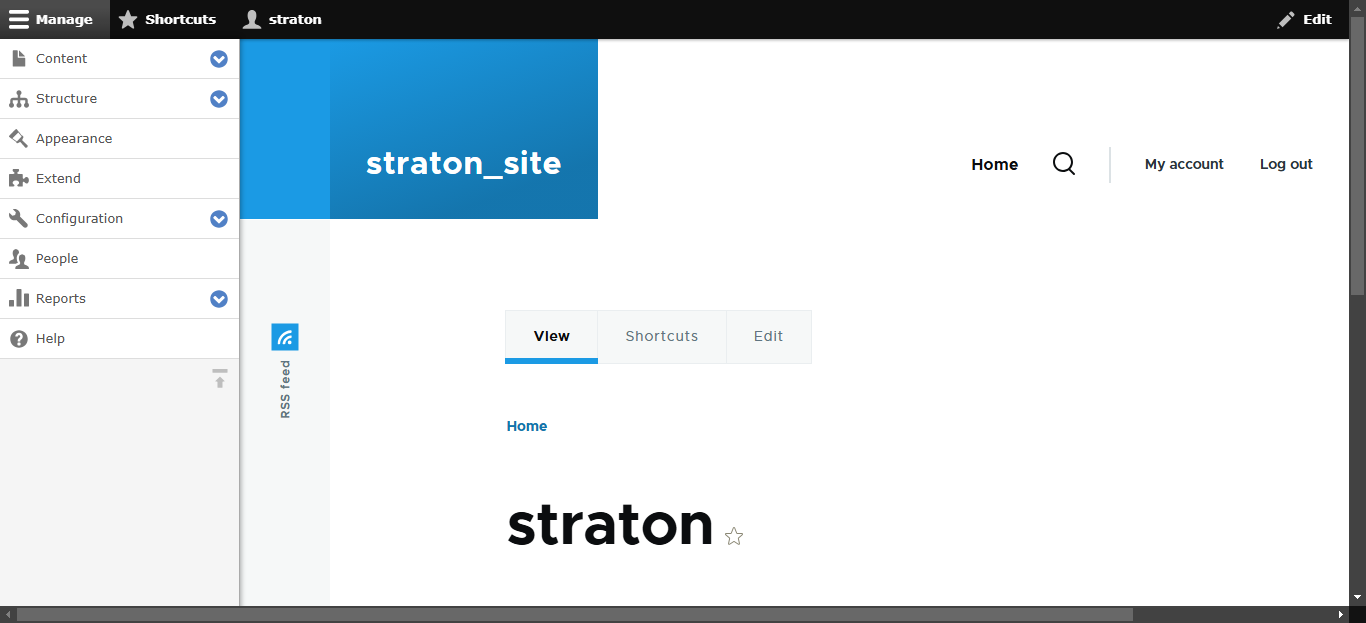 Manage Shortcuts straton Edit
Content
Structure
Appearance
Extend
Configuration
People
Reports
Help
straton_site
Home My account Log out
RSS feed
View Shortcuts Edit
Home
straton